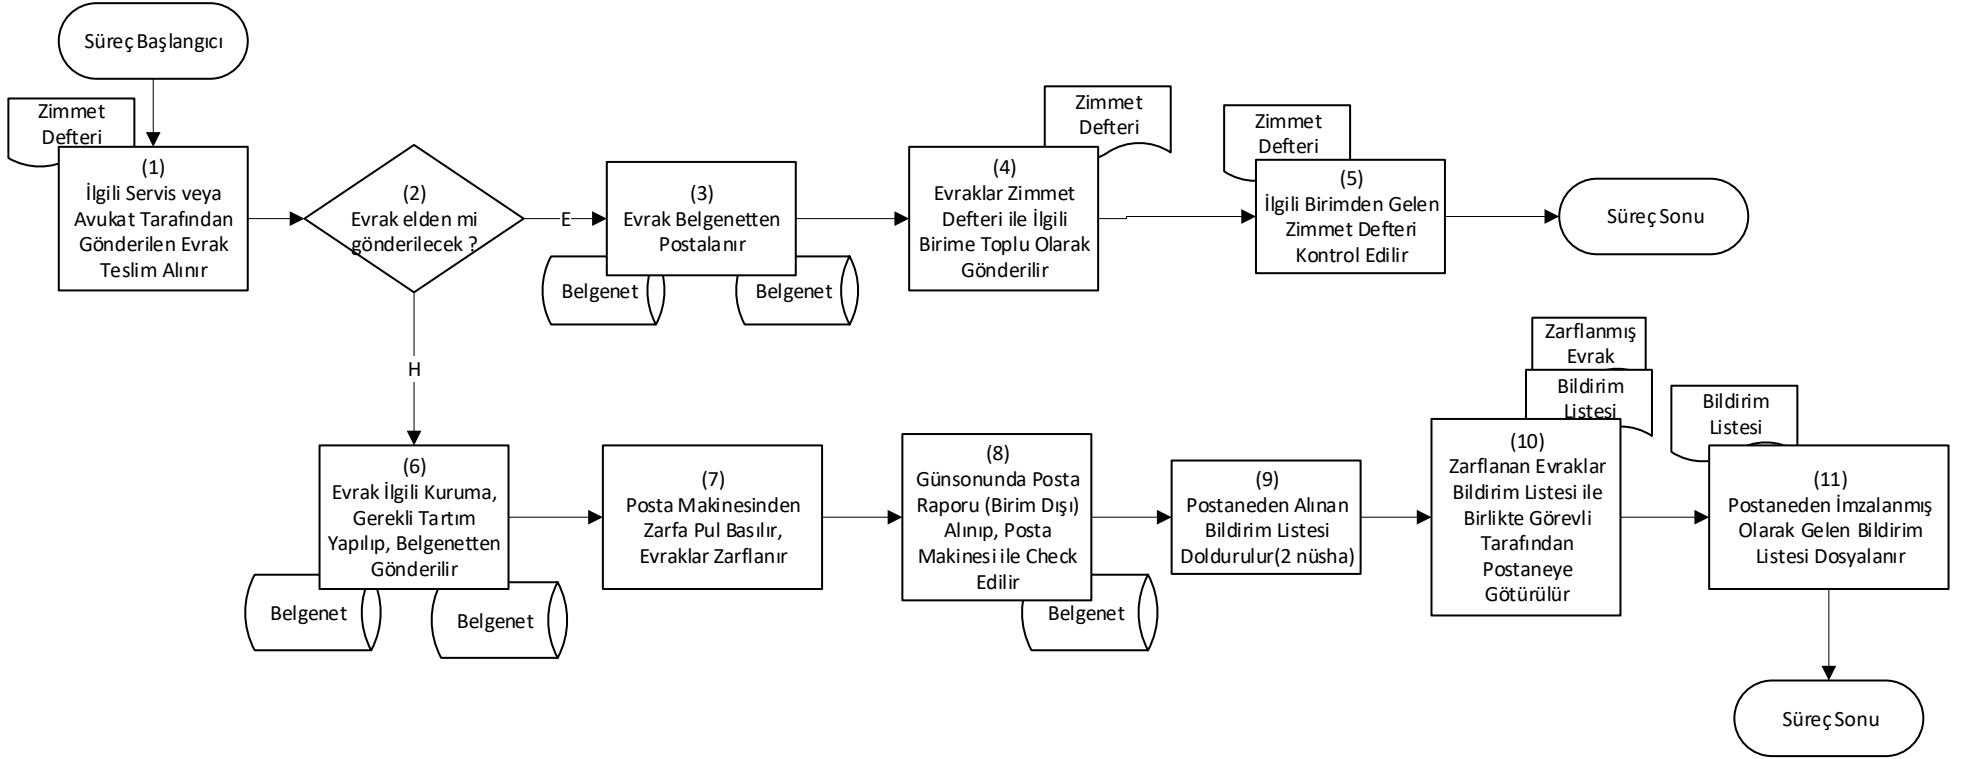 Süreç Başlangıcı
Zimmet
Defteri
(1)
İlgili Servis veya
Avukat Tarafından
Gönderilen Evrak
Teslim Alınır
(2)
Evrak elden mi
gönderilecek ?
E
(3)
Evrak Belgenetten
Postalanır
Belgenet
Belgenet
Zimmet
Defteri
(4)
Evraklar Zimmet
Defteri ile İlgili
Birime Toplu Olarak
Gönderilir
Zimmet
Defteri
(5)
İlgili Birimden Gelen
Zimmet Defteri
Kontrol Edilir
Süreç Sonu
H
(6)
Evrak İlgili Kuruma,
Gerekli Tartım
Yapılıp, Belgenetten
Gönderilir
Belgenet
Belgenet
(7)
Posta Makinesinden
Zarfa Pul Basılır,
Evraklar Zarflanır
(8)
Günsonunda Posta
Raporu (Birim Dışı)
Alınıp, Posta
Makinesi ile Check
Edilir
Belgenet
(9)
Postaneden Alınan
Bildirim Listesi
Doldurulur(2 nüsha)
Zarflanmış
Evrak
Bildirim
Listesi
(10)
Zarflanan Evraklar
Bildirim Listesi ile
Birlikte Görevli
Tarafından
Postaneye
Götürülür
Bildirim
Listesi
(11)
Postaneden İmzalanmış
Olarak Gelen Bildirim
Listesi Dosyalanır
Süreç Sonu